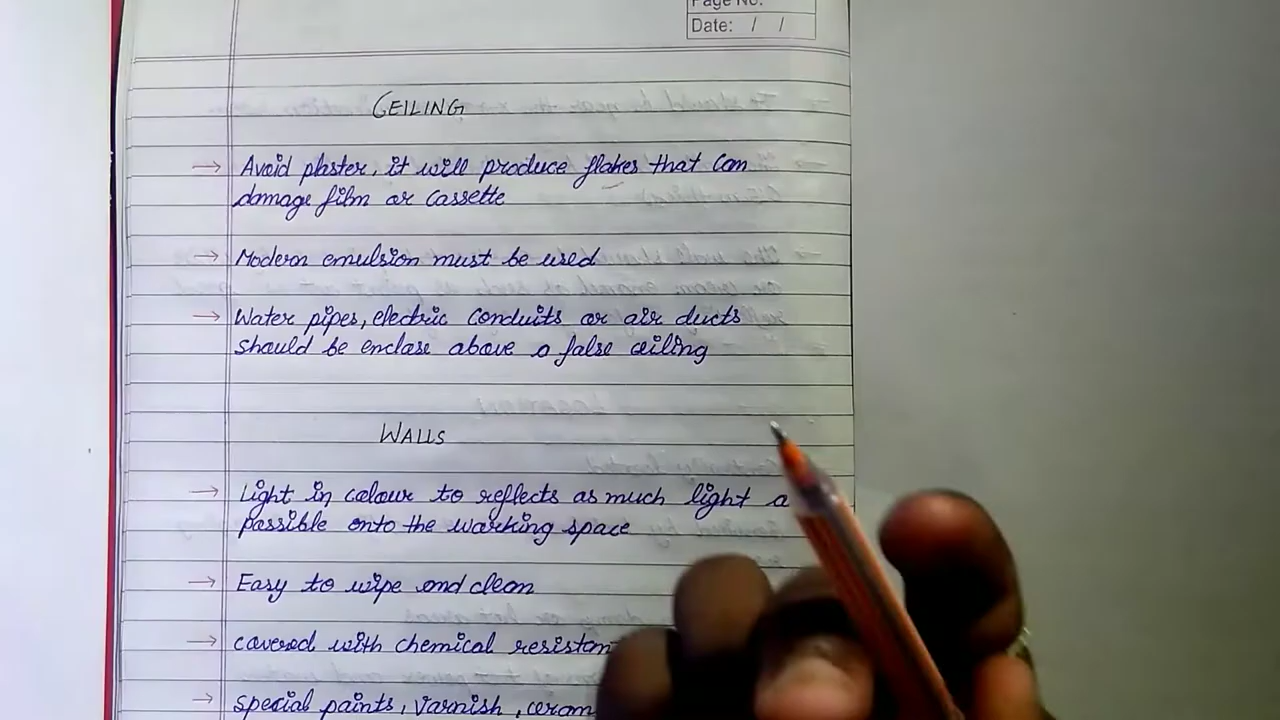 Page No.
Date: / /
CEILING
→ Avoid plaster, it will produce flakes that can
damage film or cassette
→ Modern emulsion must be used
→ Water pipes, electric conduits or air ducts
should be enclose above a false ceiling
WALLS
→ Light in colour to reflects as much light a
possible onto the working space
→ Easy to wipe and clean
→ covered with chemical resistan
→ special paints, varnish, ceram